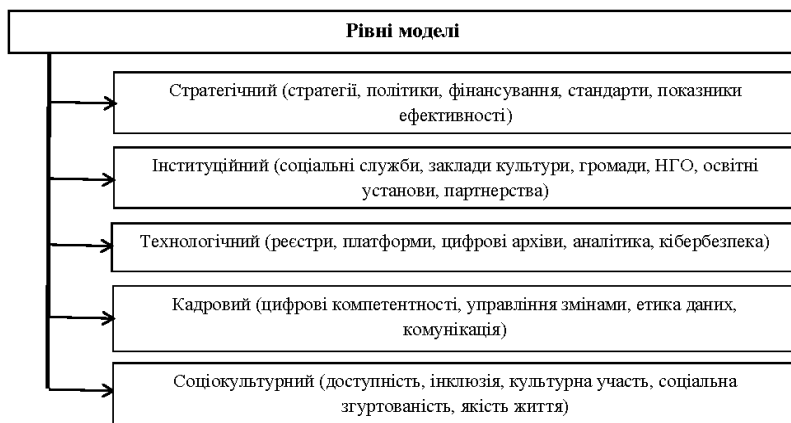 Рівні моделі
Стратегічний (стратегії, політики, фінансування, стандарти, показники
ефективності)
Інституційний (соціальні служби, заклади культури, громади, НГО, освітні
установи, партнерства)
Технологічний (реєстри, платформи, цифрові архіви, аналітика, кібербезпека)
Кадровий (цифрові компетентності, управління змінами, етика даних,
комунікація)
Соціокультурний (доступність, інклюзія, культурна участь, соціальна
згуртованість, якість життя)